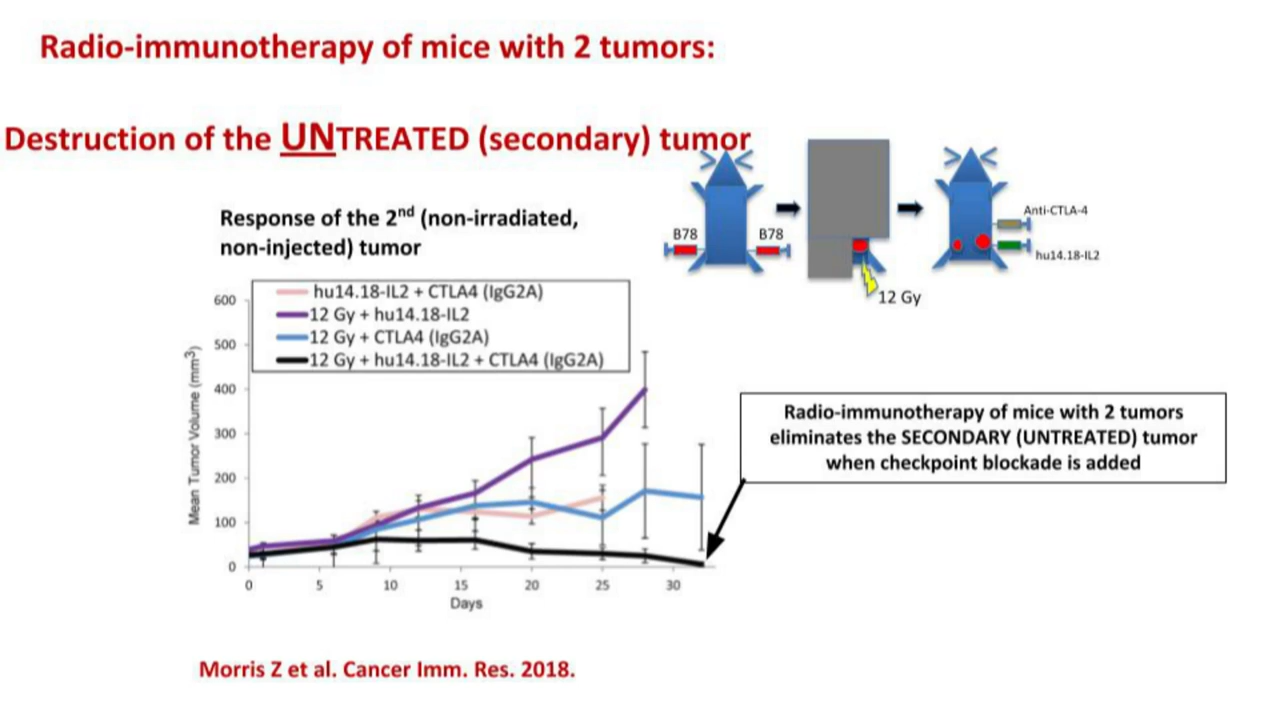 Radio-immunotherapy of mice with 2 tumors:
Destruction of the UNTREATED (secondary) tumor
Response of the 2nd (non-irradiated,
non-injected) tumor
B78
B78
12 Gy
Anti-CTLA-4
hu14.18-IL2
hu14.18-IL2 + CTLA4 (IgG2A)
12 Gy + hu14.18-IL2
12 Gy + CTLA4 (IgG2A)
12 Gy + hu14.18-IL2 + CTLA4 (IgG2A)
Mean Tumor Volume (mm3)
600
500
400
300
200
100
0
0 5 10 15 20 25 30
Days
Radio-immunotherapy of mice with 2 tumors
eliminates the SECONDARY (UNTREATED) tumor
when checkpoint blockade is added
Morris Z et al. Cancer Imm. Res. 2018.